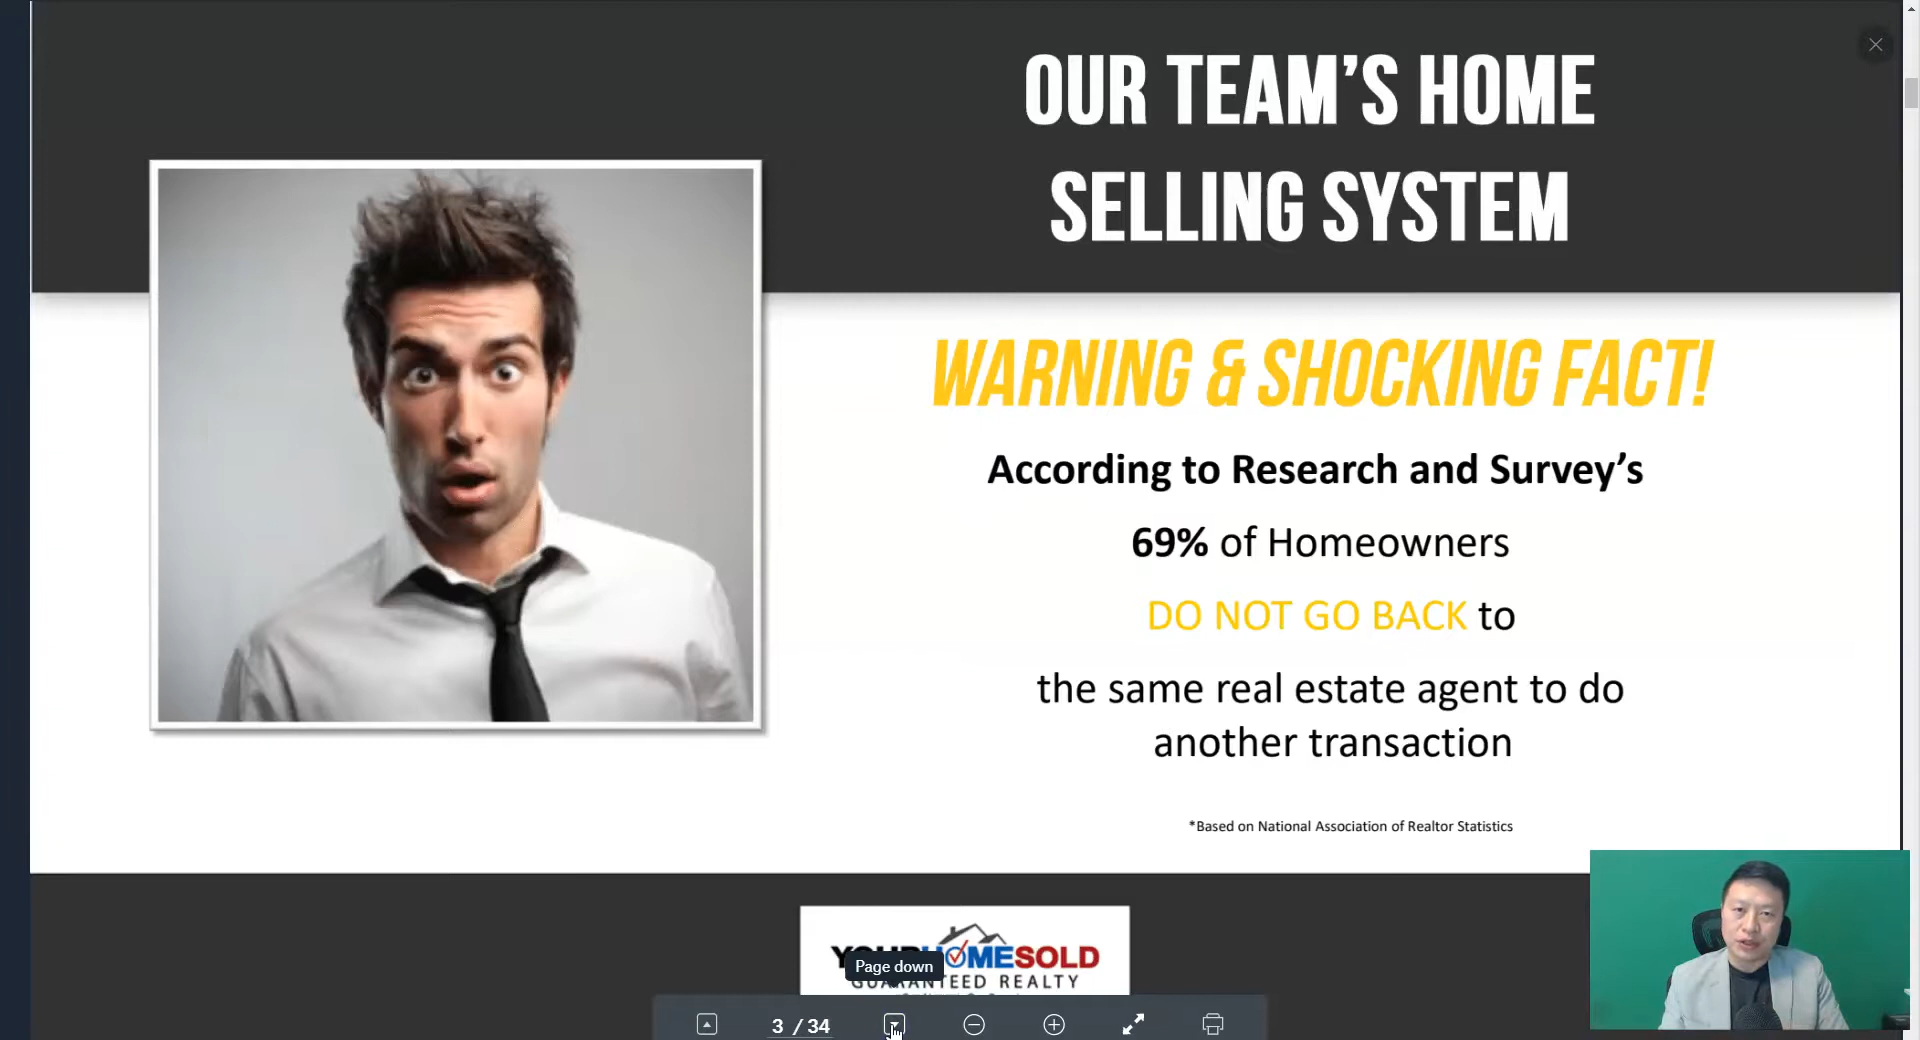 OUR TEAM’S HOME
SELLING SYSTEM
WARNING & SHOCKING FACT!
According to Research and Survey’s
69% of Homeowners
DO NOT GO BACK to
the same real estate agent to do
another transaction
*Based on National Association of Realtor Statistics
HOMESOLD
Page down
GUARANTEED REALTY
3 / 34